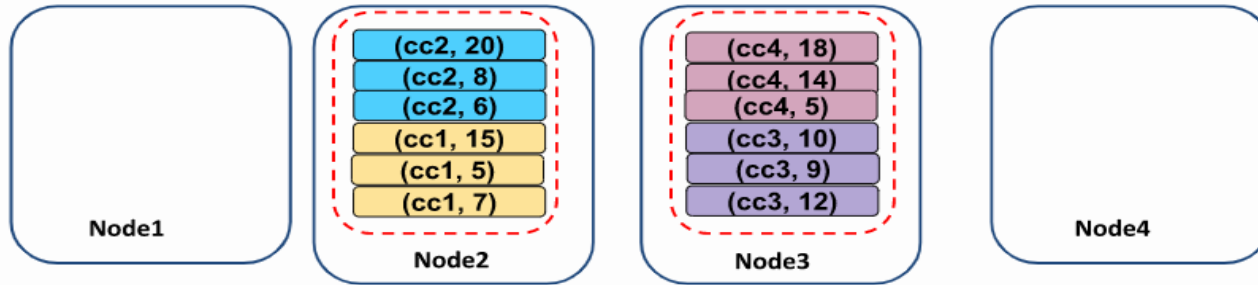 Node1
(cc2, 20)
(cc2, 8)
(cc2, 6)
(cc1, 15)
(cc1, 5)
(cc1, 7)
Node2
(cc4, 18)
(cc4, 14)
(cc4, 5)
(cc3, 10)
(cc3, 9)
(cc3, 12)
Node3
Node4